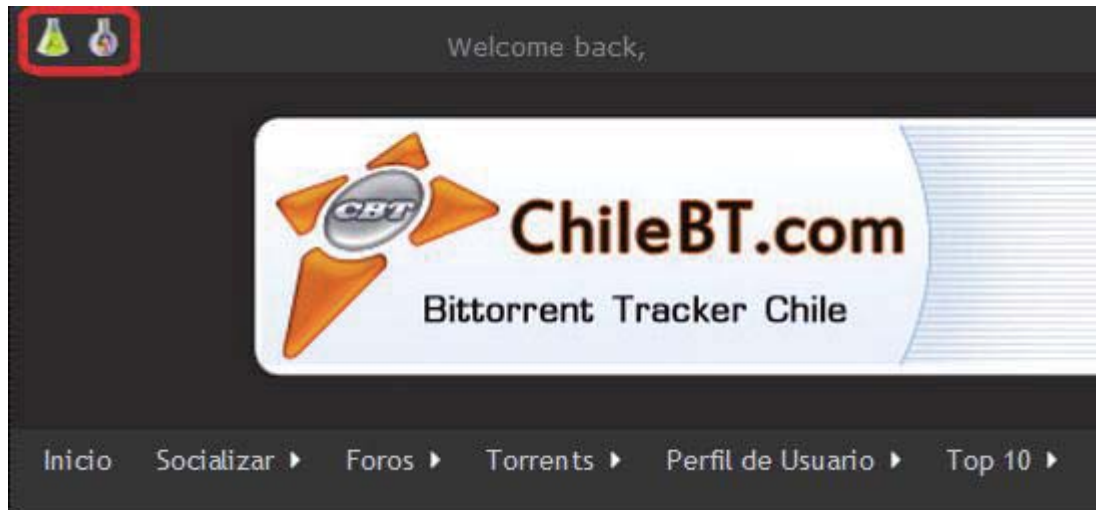 Welcome back,
CBT
ChileBT.com
Bittorrent Tracker Chile
Inicio Socializar Foros Torrents Perfil de Usuario Top 10